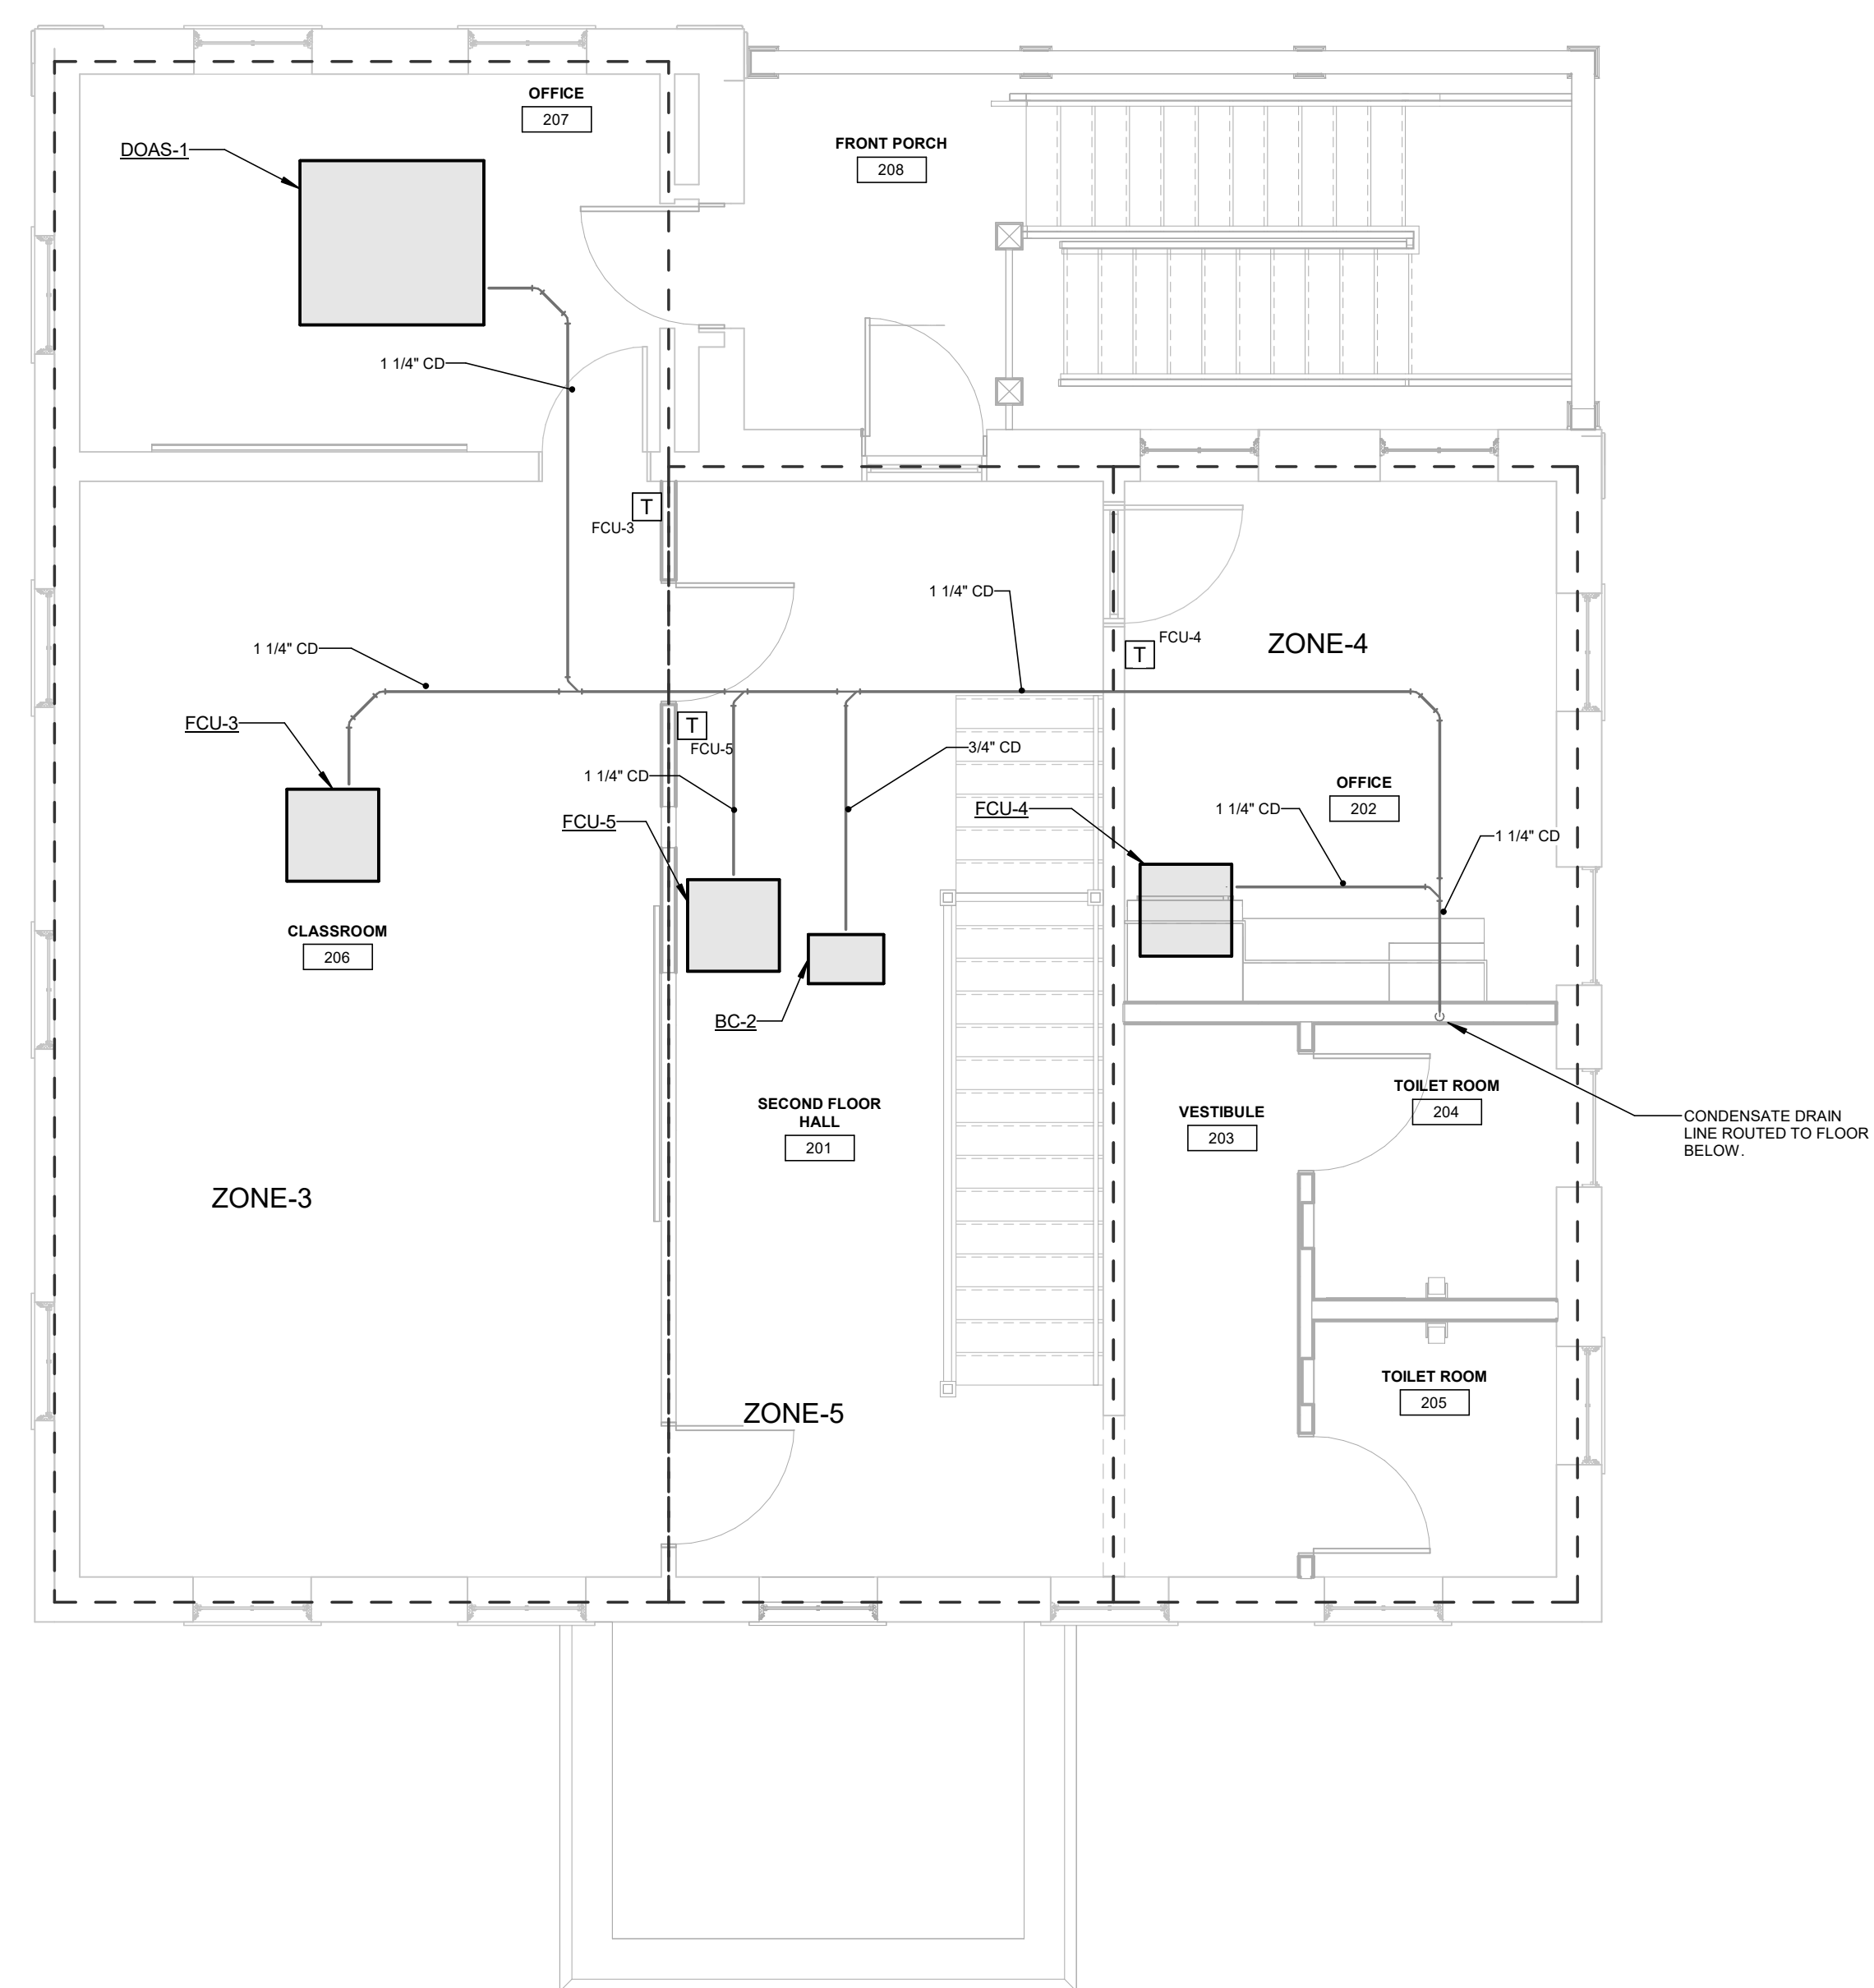 OFFICE
207
DOAS-1
FRONT PORCH
208
1 1/4" CD
T
FCU-3
1 1/4" CD
T
FCU-4
ZONE-4
1 1/4" CD
FCU-3
T
FCU-5
3/4" CD
1 1/4" CD
OFFICE
202
FCU-5
FCU-4
1 1/4" CD
1 1/4" CD
CLASSROOM
206
BC-2
SECOND FLOOR
HALL
201
VESTIBULE
203
TOILET ROOM
204
CONDENSATE DRAIN
LINE ROUTED TO FLOOR
BELOW.
ZONE-3
TOILET ROOM
205
ZONE-5